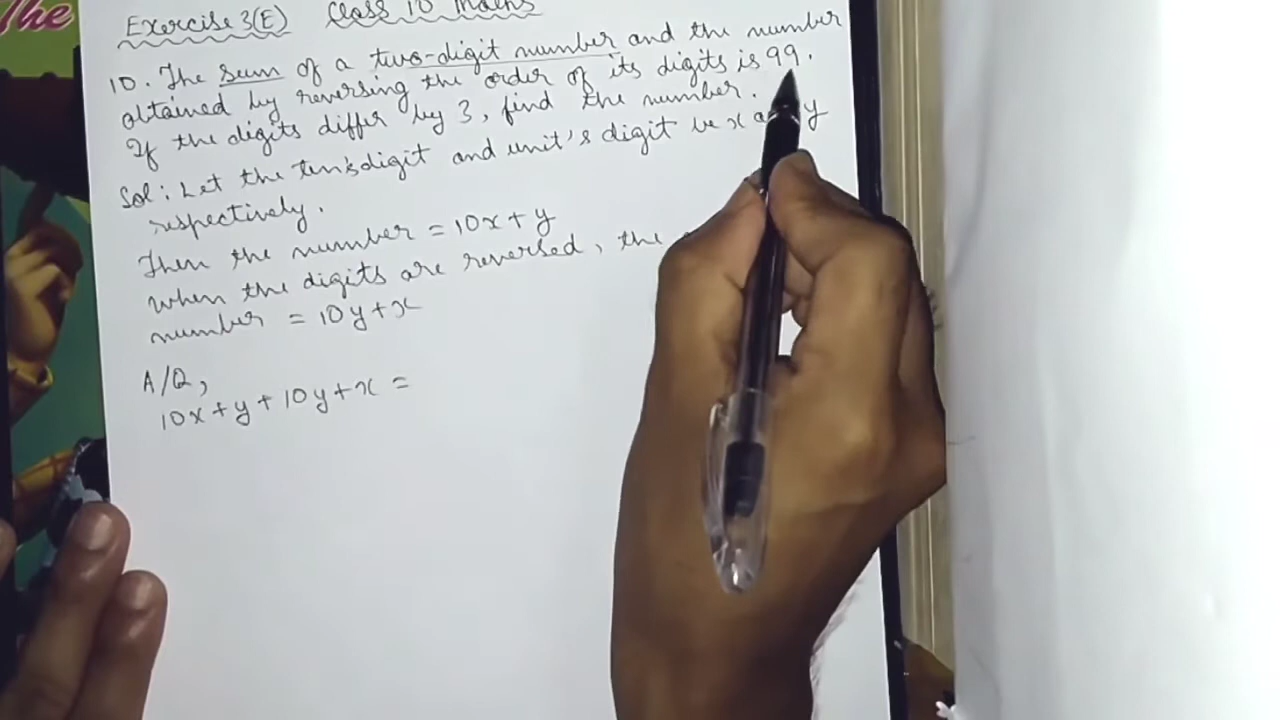 The
Exercise 3(E) Class 10 Maths
10. The sum of a two-digit number and the number
obtained by reversing the order of its digits is 99.
If the digits differ by 3, find the number.
Sol: Let the ten's digit and unit's digit be x y
respectively.
Then the number = 10x + y
when the digits are reversed, the
number = 10y + x
A/Q,
10x + y + 10y + x =